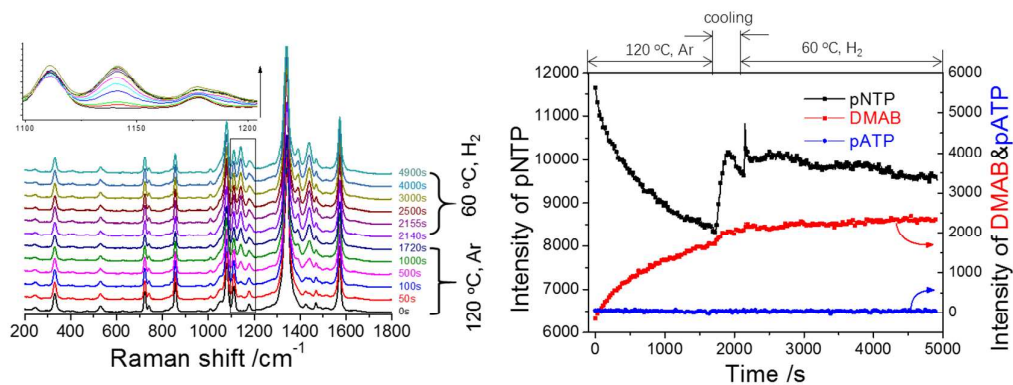 1100
1150
1200
4900s
4000s
3000s
2500s
2155s
2140s
1720s
1000s
500s
100s
50s
0s
60 °C, H2
120 °C, Ar
200 400 600 800 1000 1200 1400 1600 1800
Raman shift /cm-1
cooling
120 °C, Ar
60 °C, H2
12000
11000
10000
9000
8000
7000
6000
Intensity of pNTP
pNTP
DMAB
pATP
6000
5000
4000
3000
2000
1000
0
Intensity of DMAB&pATP
0 1000 2000 3000 4000 5000
Time /s